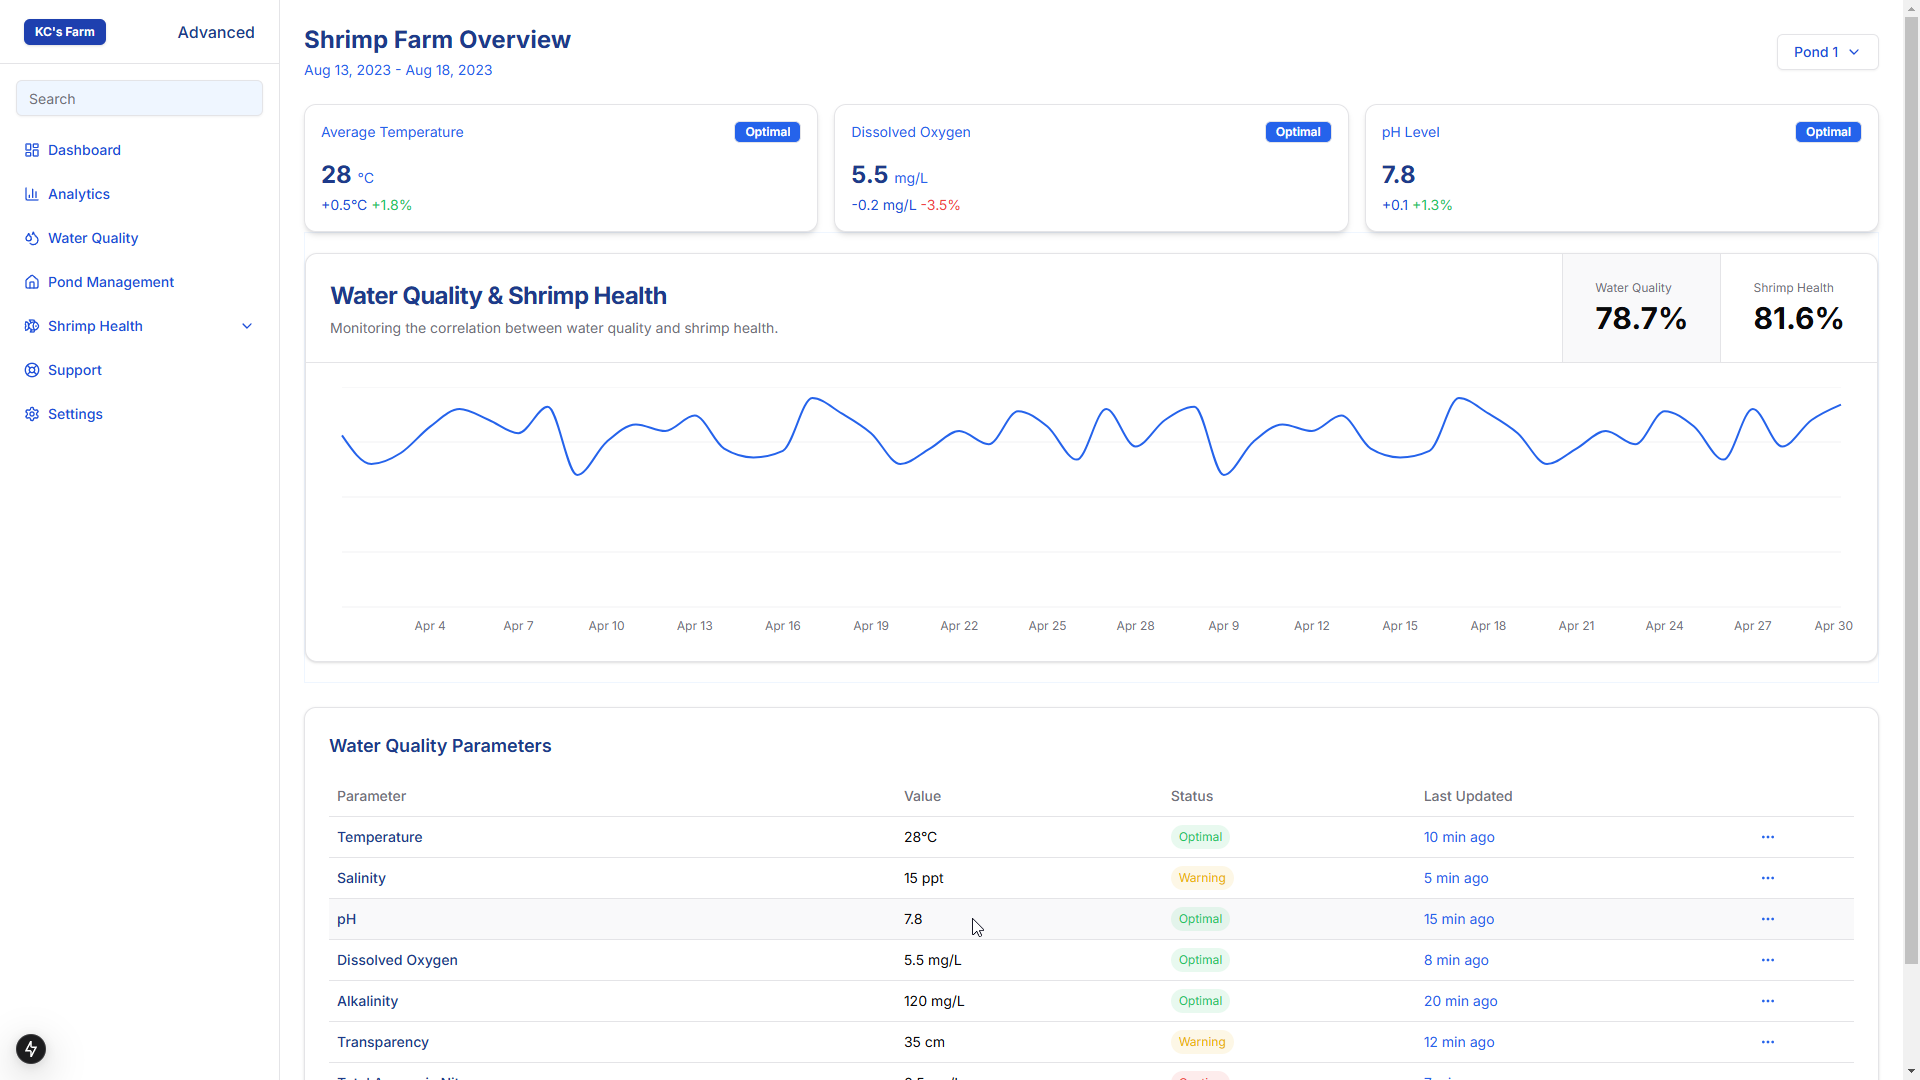 KC's Farm
Advanced
Search
Dashboard
Analytics
Water Quality
Pond Management
Shrimp Health
Support
Settings
Shrimp Farm Overview
Aug 13, 2023 - Aug 18, 2023
Pond 1
Average Temperature
Optimal
28 °C
+0.5°C +1.8%
Dissolved Oxygen
Optimal
5.5 mg/L
-0.2 mg/L -3.5%
pH Level
Optimal
7.8
+0.1 +1.3%
Water Quality & Shrimp Health
Monitoring the correlation between water quality and shrimp health.
Water Quality
78.7%
Shrimp Health
81.6%
Apr 4 Apr 7 Apr 10 Apr 13 Apr 16 Apr 19 Apr 22 Apr 25 Apr 28 Apr 9 Apr 12 Apr 15 Apr 18 Apr 21 Apr 24 Apr 27 Apr 30
Water Quality Parameters
Parameter Value Status Last Updated
Temperature 28°C Optimal 10 min ago
Salinity 15 ppt Warning 5 min ago
pH 7.8 Optimal 15 min ago
Dissolved Oxygen 5.5 mg/L Optimal 8 min ago
Alkalinity 120 mg/L Optimal 20 min ago
Transparency 35 cm Warning 12 min ago